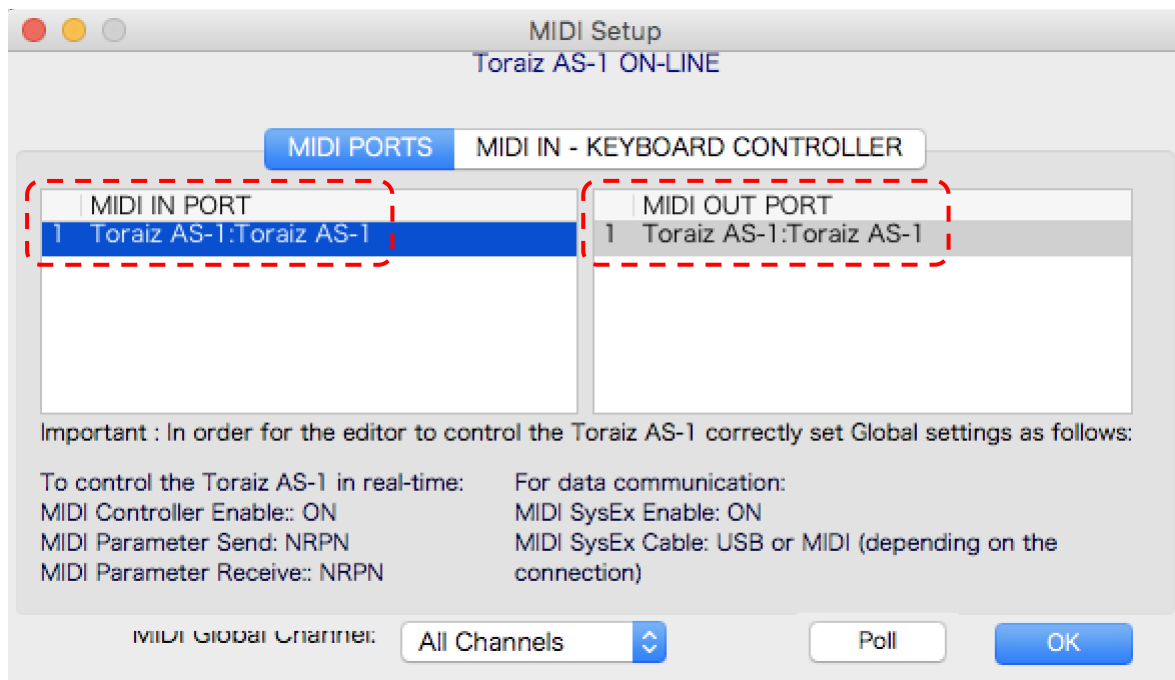 MIDI Setup
Toraiz AS-1 ON-LINE
MIDI PORTS MIDI IN - KEYBOARD CONTROLLER
MIDI IN PORT
1 Toraiz AS-1:Toraiz AS-1
MIDI OUT PORT
1 Toraiz AS-1:Toraiz AS-1
Important : In order for the editor to control the Toraiz AS-1 correctly set Global settings as follows:
To control the Toraiz AS-1 in real-time:
MIDI Controller Enable:: ON
MIDI Parameter Send: NRPN
MIDI Parameter Receive:: NRPN
For data communication:
MIDI SysEx Enable: ON
MIDI SysEx Cable: USB or MIDI (depending on the
connection)
MIDI Global Channel: All Channels Poll OK